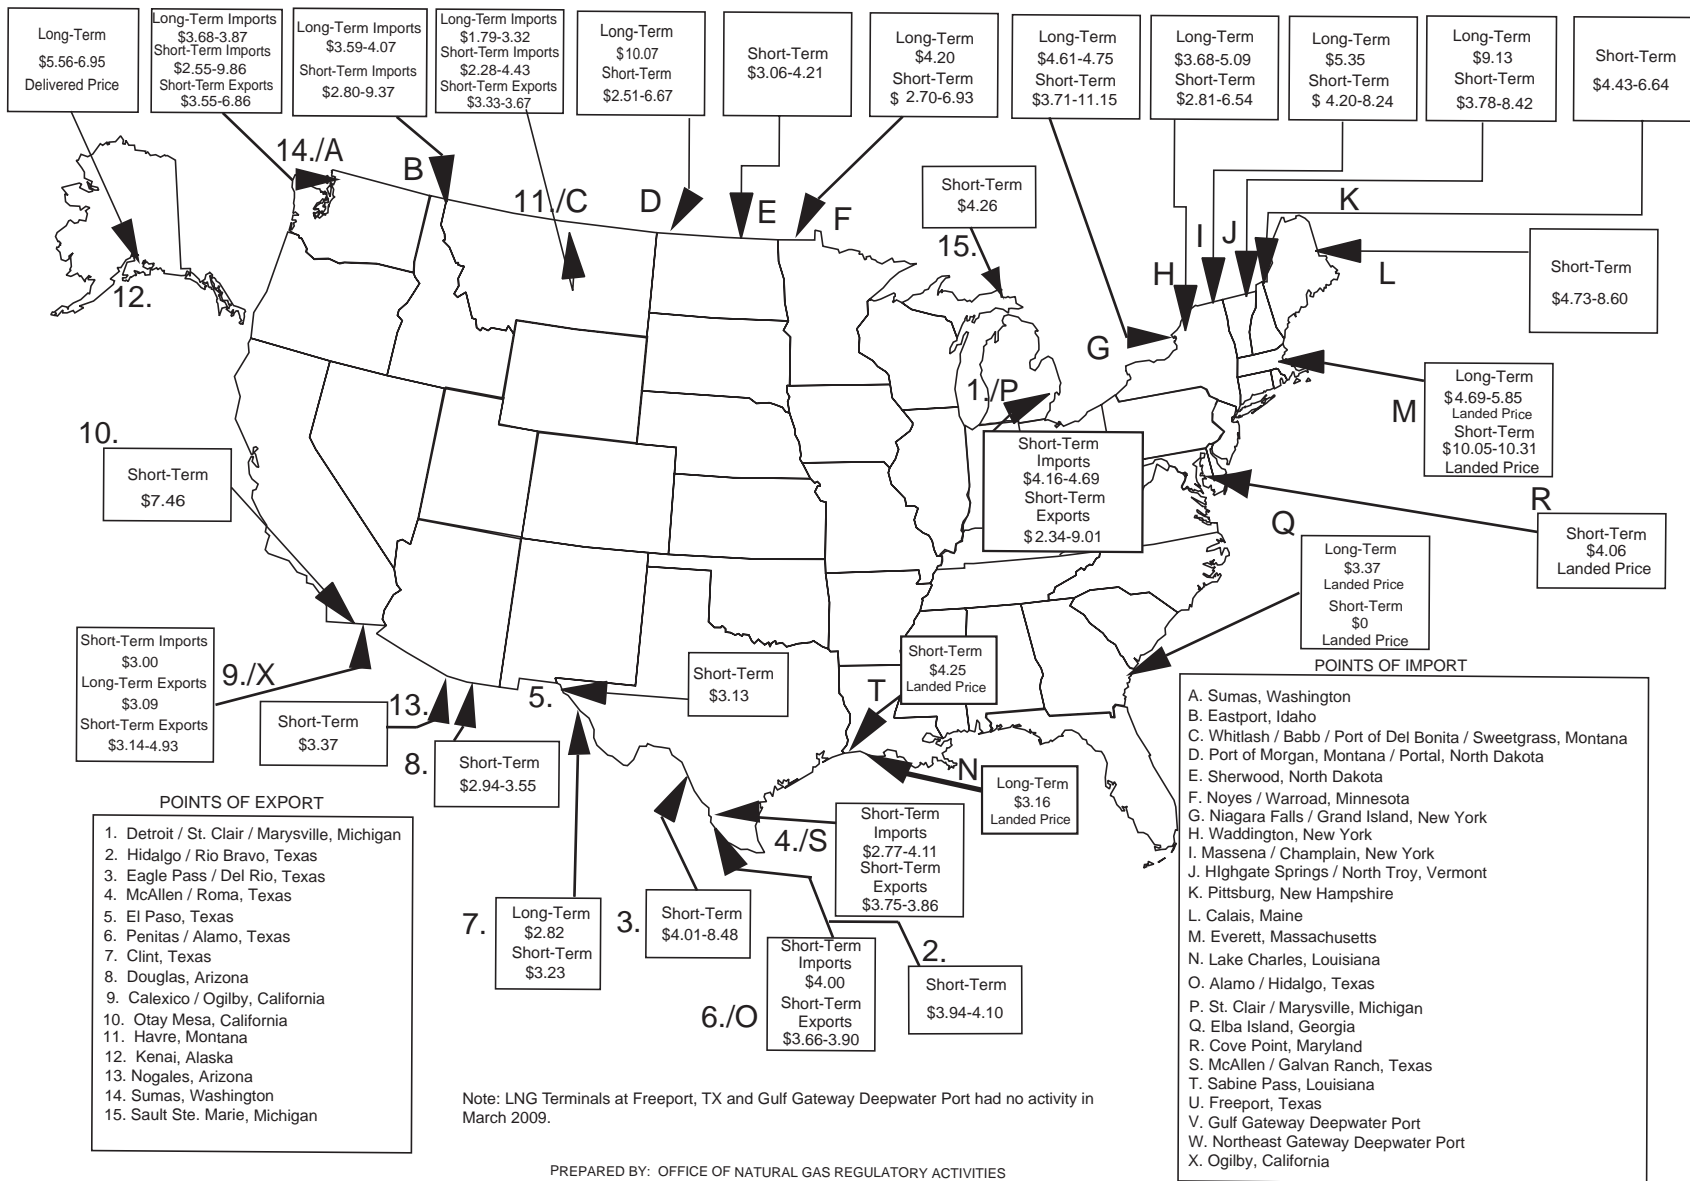 Long-Term
$5.56-6.95
Delivered Price
Long-Term Imports
$3.68-3.87
Short-Term Imports
$2.55-9.86
Short-Term Exports
$3.55-6.86
Long-Term Imports
$3.59-4.07
Short-Term Imports
$2.80-9.37
Long-Term Imports
$1.79-3.32
Short-Term Imports
$2.28-4.43
Short-Term Exports
$3.33-3.67
Long-Term
$10.07
Short-Term
$2.51-6.67
Short-Term
$3.06-4.21
Long-Term
$4.20
Short-Term
$ 2.70-6.93
Long-Term
$4.61-4.75
Short-Term
$3.71-11.15
Long-Term
$3.68-5.09
Short-Term
$2.81-6.54
Long-Term
$5.35
Short-Term
$ 4.20-8.24
Long-Term
$9.13
Short-Term
$3.78-8.42
Short-Term
$4.43-6.64
14./A
B
11./C
D
E
F
Short-Term
$4.26
15.
H
I
J
K
L
Short-Term
$4.73-8.60
12.
G
1./P
Short-Term
Imports
$4.16-4.69
Short-Term
Exports
$2.34-9.01
M
Long-Term
$4.69-5.85
Landed Price
Short-Term
$10.05-10.31
Landed Price
10.
Short-Term
$7.46
R
Short-Term
$4.06
Landed Price
Q
Long-Term
$3.37
Landed Price
Short-Term
$0
Landed Price
Short-Term Imports
$3.00
Long-Term Exports
$3.09
Short-Term Exports
$3.14-4.93
9./X
13.
Short-Term
$3.37
8.
Short-Term
$2.94-3.55
5.
Short-Term
$3.13
T
Short-Term
$4.25
Landed Price
N
Long-Term
$3.16
Landed Price
4./S
Short-Term
Imports
$2.77-4.11
Short-Term
Exports
$3.75-3.86
7.
Long-Term
$2.82
Short-Term
$3.23
3.
Short-Term
$4.01-8.48
6./O
Short-Term
Imports
$4.00
Short-Term
Exports
$3.66-3.90
2.
Short-Term
$3.94-4.10
POINTS OF EXPORT
1. Detroit / St. Clair / Marysville, Michigan
2. Hidalgo / Rio Bravo, Texas
3. Eagle Pass / Del Rio, Texas
4. McAllen / Roma, Texas
5. El Paso, Texas
6. Penitas / Alamo, Texas
7. Clint, Texas
8. Douglas, Arizona
9. Calexico / Ogilby, California
10. Otay Mesa, California
11. Havre, Montana
12. Kenai, Alaska
13. Nogales, Arizona
14. Sumas, Washington
15. Sault Ste. Marie, Michigan
POINTS OF IMPORT
A. Sumas, Washington
B. Eastport, Idaho
C. Whitlash / Babb / Port of Del Bonita / Sweetgrass, Montana
D. Port of Morgan, Montana / Portal, North Dakota
E. Sherwood, North Dakota
F. Noyes / Warroad, Minnesota
G. Niagara Falls / Grand Island, New York
H. Waddington, New York
I. Massena / Champlain, New York
J. HIghgate Springs / North Troy, Vermont
K. Pittsburg, New Hampshire
L. Calais, Maine
M. Everett, Massachusetts
N. Lake Charles, Louisiana
O. Alamo / Hidalgo, Texas
P. St. Clair / Marysville, Michigan
Q. Elba Island, Georgia
R. Cove Point, Maryland
S. McAllen / Galvan Ranch, Texas
T. Sabine Pass, Louisiana
U. Freeport, Texas
V. Gulf Gateway Deepwater Port
W. Northeast Gateway Deepwater Port
X. Ogilby, California
Note: LNG Terminals at Freeport, TX and Gulf Gateway Deepwater Port had no activity in
March 2009.
PREPARED BY: OFFICE OF NATURAL GAS REGULATORY ACTIVITIES